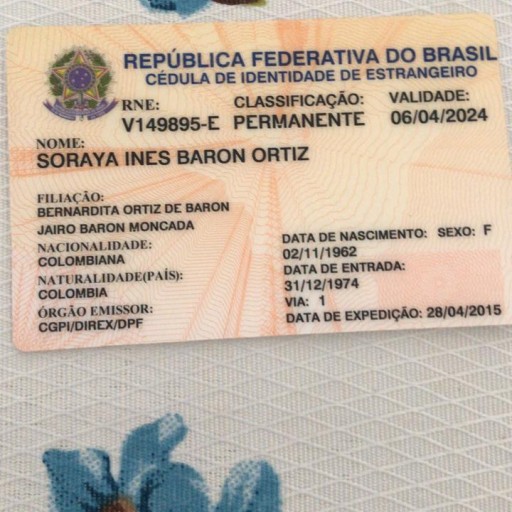 REPÚBLICA FEDERATIVA DO BRASIL
CÉDULA DE IDENTIDADE DE ESTRANGEIRO
RNE: CLASSIFICAÇÃO: VALIDADE:
V149895-E PERMANENTE 06/04/2024
NOME:
SORAYA INES BARON ORTIZ
FILIAÇÃO:
BERNARDITA ORTIZ DE BARON
JAIRO BARON MONCADA
NACIONALIDADE:
COLOMBIANA
NATURALIDADE(PAÍS):
COLOMBIA
ÓRGÃO EMISSOR:
CGPI/DIREX/DPF
DATA DE NASCIMENTO: SEXO: F
02/11/1962
DATA DE ENTRADA:
31/12/1974
VIA: 1
DATA DE EXPEDIÇÃO: 28/04/2015